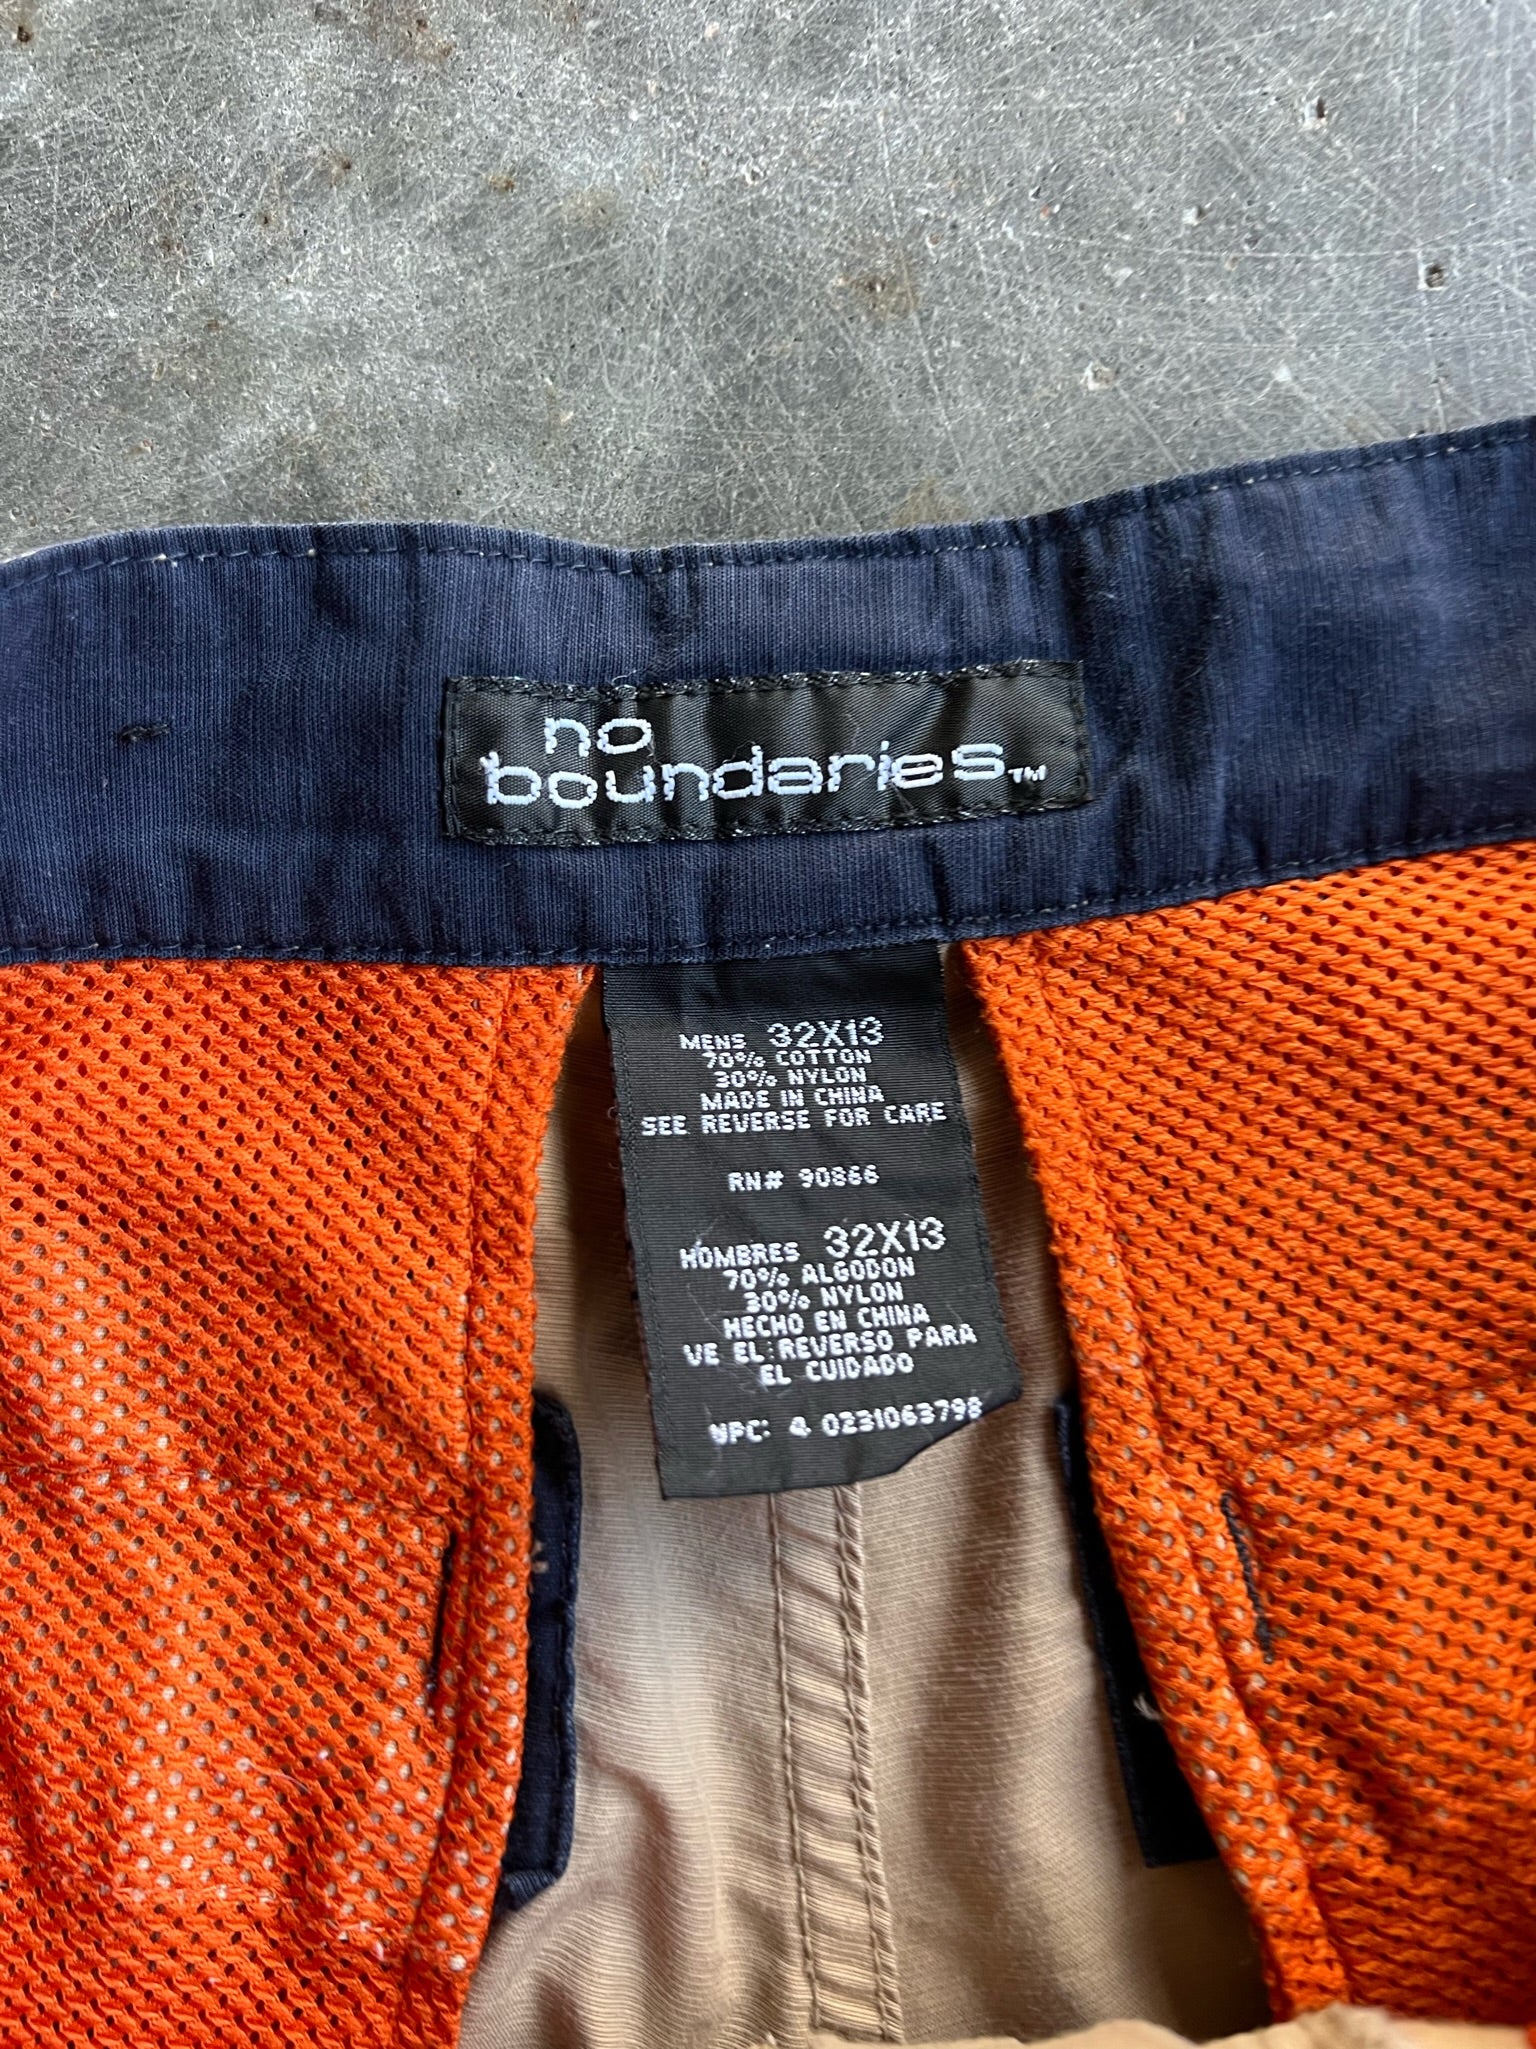 no
boundaries™
MENS 32X13
70% COTTON
30% NYLON
MADE IN CHINA
SEE REVERSE FOR CARE
RN# 90866
HOMBRES 32X13
70% ALGODON
30% NYLON
HECHO EN CHINA
VE EL REVERSO PARA
EL CUIDADO
VPC: 4 0231063798